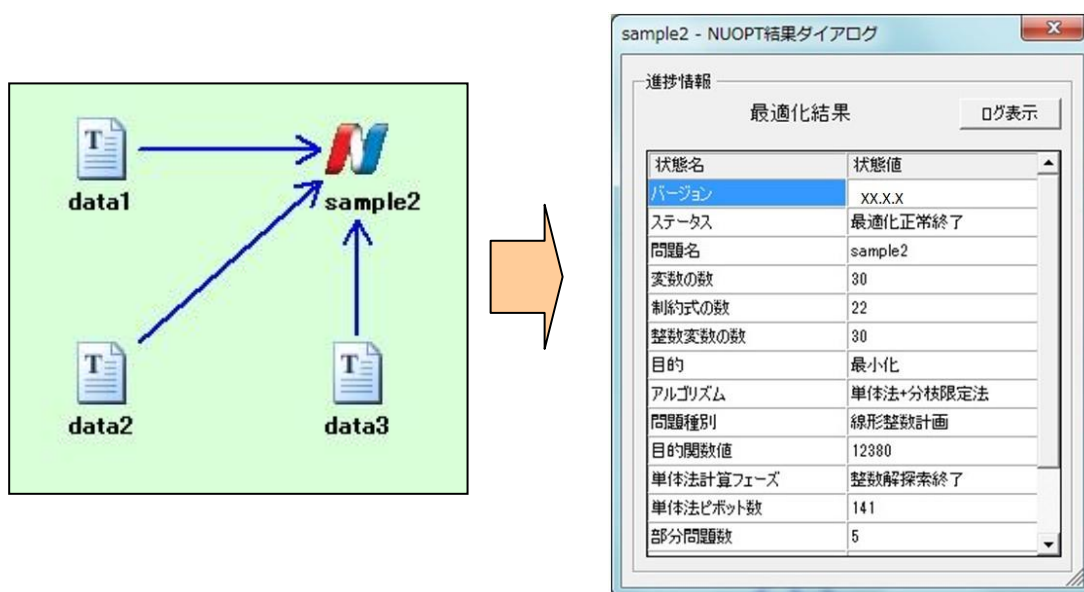 data1
sample2
data2
data3
sample2 - NUOPT結果ダイアログ
進捗情報
最適化結果
ログ表示
状態名 状態値
バージョン xx.x.x
ステータス 最適化正常終了
問題名 sample2
変数の数 30
制約式の数 22
整数変数の数 30
目的 最小化
アルゴリズム 単体法+分枝限定法
問題種別 線形整数計画
目的関数値 12380
単体法計算フェーズ 整数解探索終了
単体法ピボット数 141
部分問題数 5